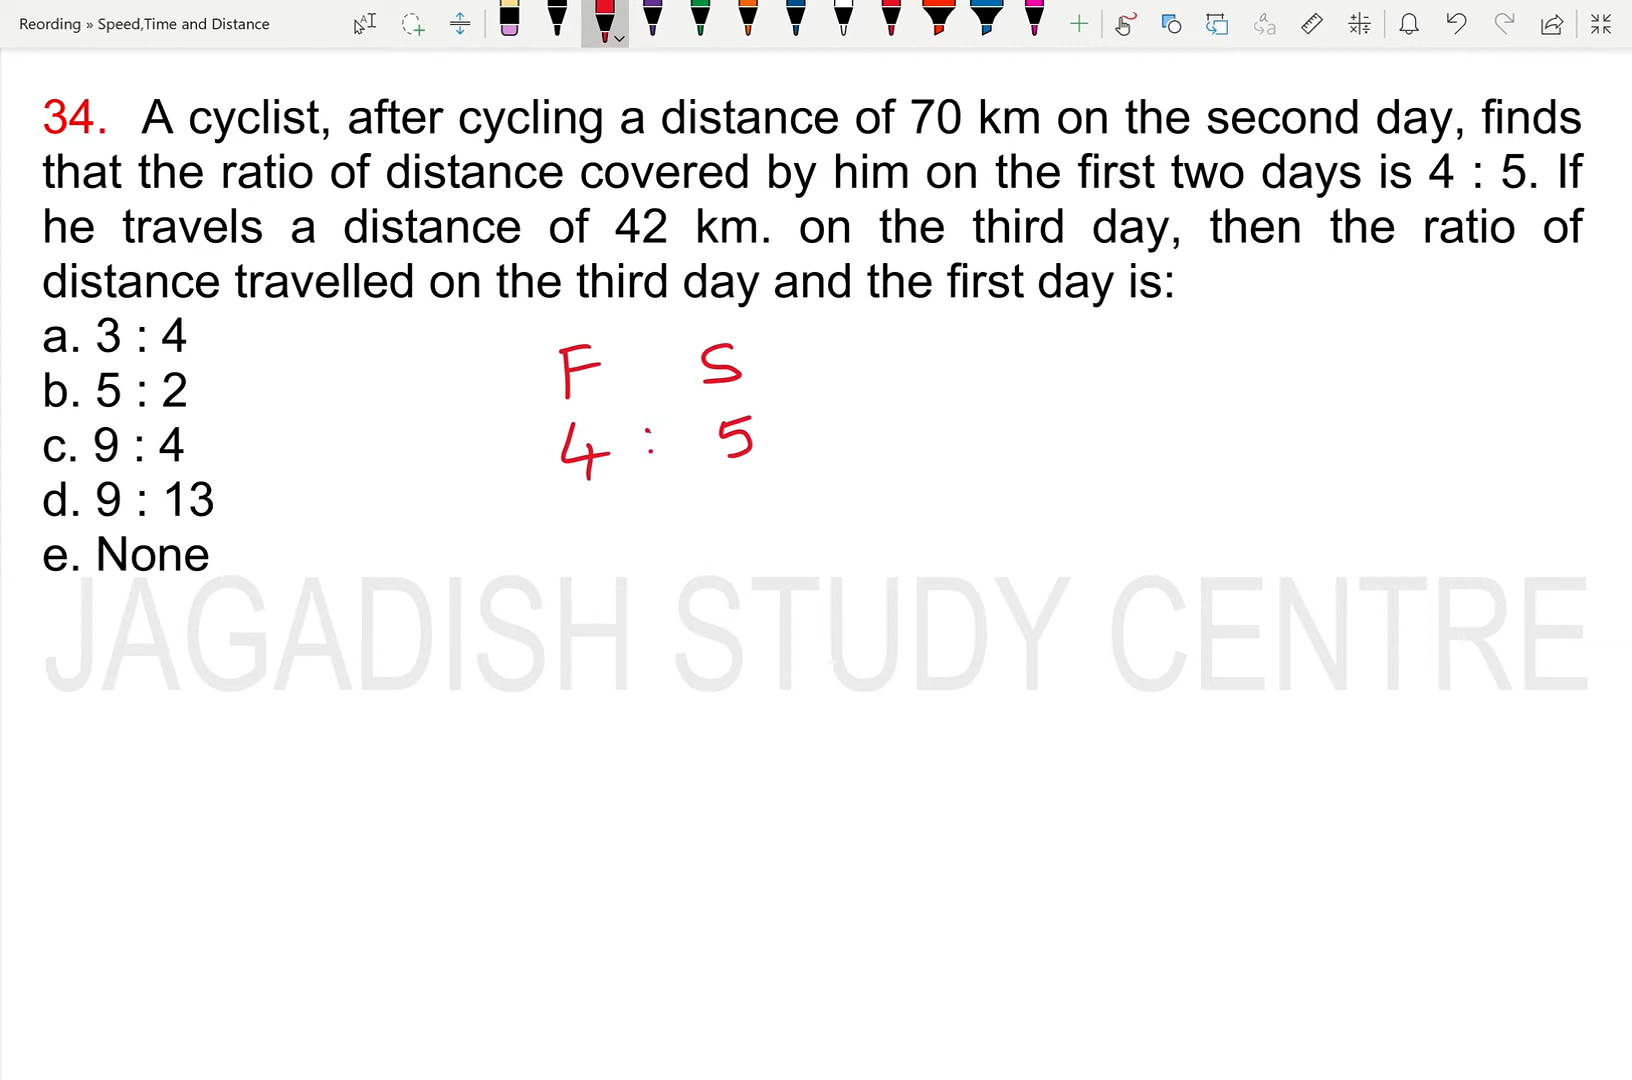 Reording » Speed,Time and Distance
34. A cyclist, after cycling a distance of 70 km on the second day, finds
that the ratio of distance covered by him on the first two days is 4 : 5. If
he travels a distance of 42 km. on the third day, then the ratio of
distance travelled on the third day and the first day is:
a. 3 : 4
b. 5 : 2
c. 9 : 4
d. 9 : 13
e. None
F S
4 : 5
JAGADISH STUDY CENTRE